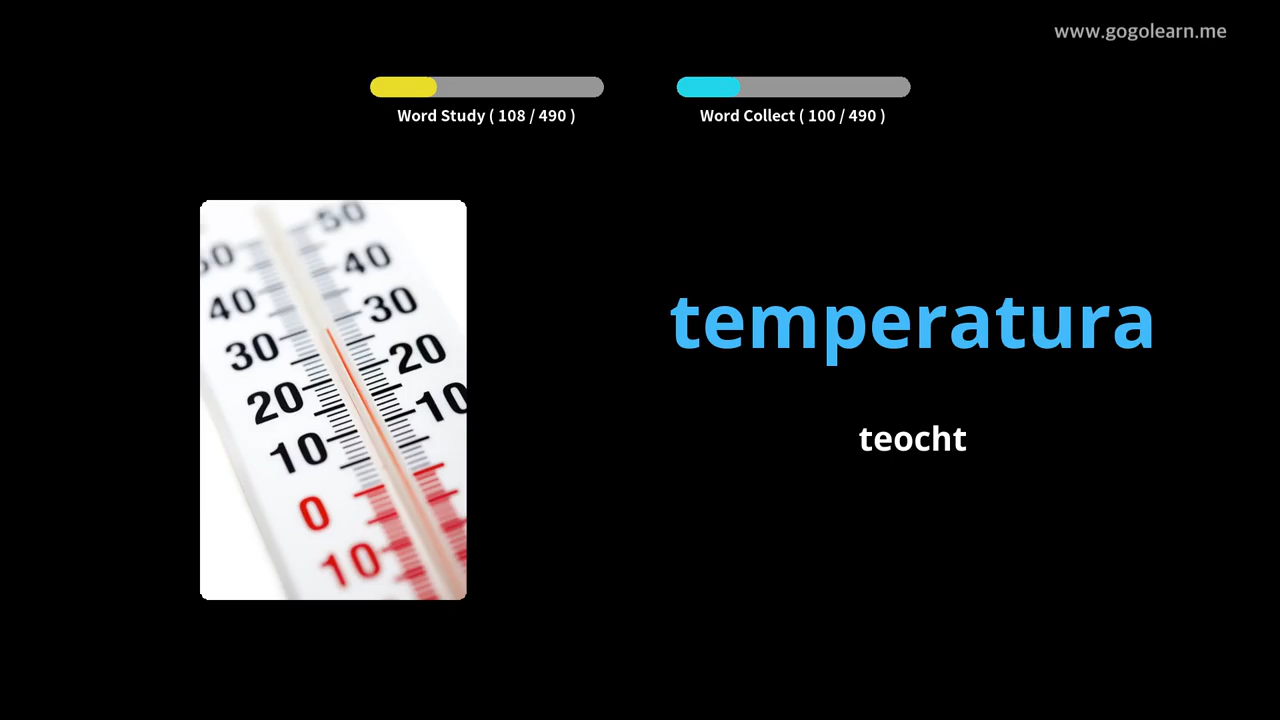 www.gogolearn.me
Word Study ( 108 / 490 )
Word Collect ( 100 / 490 )
50
50
40
40
30
30
20
20
10
10
0
10
temperatura
teocht